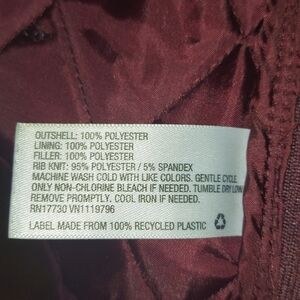 OUTSHELL: 100% POLYESTER
LINING: 100% POLYESTER
FILLER: 100% POLYESTER
RIB KNIT: 95% POLYESTER / 5% SPANDEX
MACHINE WASH COLD WITH LIKE COLORS. GENTLE CYCLE
ONLY NON-CHLORINE BLEACH IF NEEDED. TUMBLE DRY LOW
REMOVE PROMPTLY. COOL IRON IF NEEDED.
RN17730 VN1119796
LABEL MADE FROM 100% RECYCLED PLASTIC